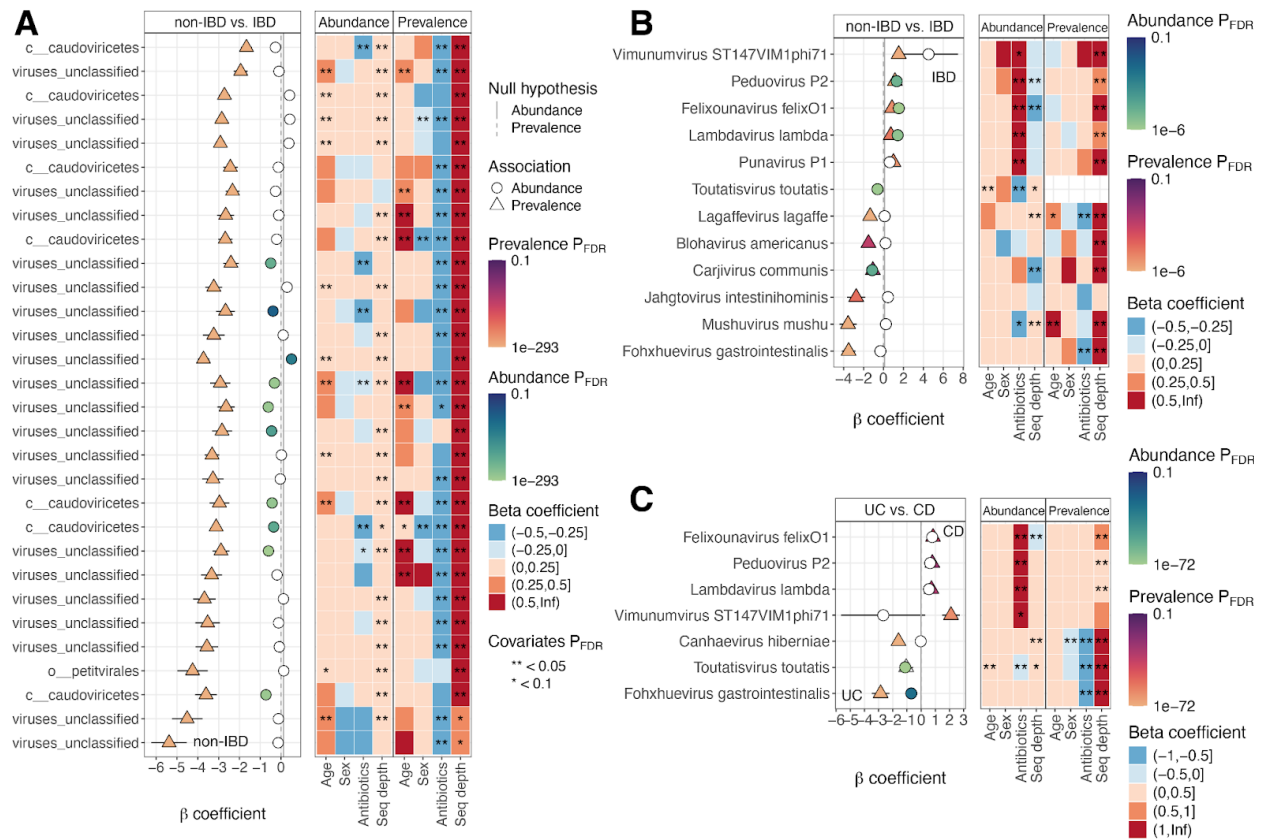 A
non-IBD vs. IBD
Abundance
Prevalence
c__caudoviricetes
viruses_unclassified
c__caudoviricetes
viruses_unclassified
viruses_unclassified
c__caudoviricetes
viruses_unclassified
viruses_unclassified
c__caudoviricetes
viruses_unclassified
viruses_unclassified
viruses_unclassified
viruses_unclassified
viruses_unclassified
viruses_unclassified
viruses_unclassified
viruses_unclassified
viruses_unclassified
viruses_unclassified
c__caudoviricetes
c__caudoviricetes
viruses_unclassified
viruses_unclassified
viruses_unclassified
viruses_unclassified
viruses_unclassified
o__petitvirales
c__caudoviricetes
viruses_unclassified
viruses_unclassified
non-IBD
−6 −5 −4 −3 −2 −1 0
β coefficient
Age
Sex
Antibiotics
Seq depth
Age
Sex
Antibiotics
Seq depth
Null hypothesis
Abundance
Prevalence
Association
Abundance
Prevalence
Prevalence PFDR
0.1
1e−293
Abundance PFDR
0.1
1e−293
Beta coefficient
(−0.5,−0.25]
(−0.25,0]
(0,0.25]
(0.25,0.5]
(0.5,Inf)
Covariates PFDR
** < 0.05
* < 0.1
B
non-IBD vs. IBD
Abundance
Prevalence
Vimunumvirus ST147VIM1phi71
IBD
Peduovirus P2
Felixounavirus felixO1
Lambdavirus lambda
Punavirus P1
Toutatisvirus toutatis
Lagaffevirus lagaffe
Blohavirus americanus
Carjivirus communis
Jahgtovirus intestinihominis
Mushuvirus mushu
Fohxhuevirus gastrointestinalis
−4 −2 0 2 4 6 8
β coefficient
Age
Sex
Antibiotics
Seq depth
Age
Sex
Antibiotics
Seq depth
Abundance PFDR
0.1
1e−6
Prevalence PFDR
0.1
1e−6
Beta coefficient
(−0.5,−0.25]
(−0.25,0]
(0,0.25]
(0.25,0.5]
(0.5,Inf)
C
UC vs. CD
Abundance
Prevalence
Felixounavirus felixO1
CD
Peduovirus P2
Lambdavirus lambda
Vimunumvirus ST147VIM1phi71
Canhaevirus hiberniae
Toutatisvirus toutatis
Fohxhuevirus gastrointestinalis
UC
−6−5−4−3−2−1 0 1 2 3
β coefficient
Age
Sex
Antibiotics
Seq depth
Age
Sex
Antibiotics
Seq depth
Abundance PFDR
0.1
1e−72
Prevalence PFDR
0.1
1e−72
Beta coefficient
(−1,−0.5]
(−0.5,0]
(0,0.5]
(0.5,1]
(1,Inf)